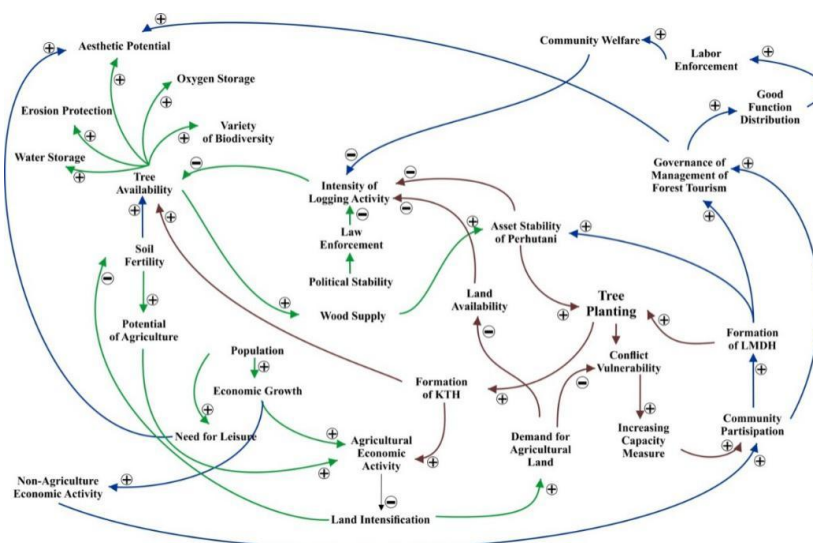 Aesthetic Potential
Oxygen Storage
Erosion Protection
Variety
of Biodiversity
Water Storage
Tree
Availability
Soil
Fertility
Potential
of Agriculture
Population
Economic Growth
Need for Leisure
Non-Agriculture
Economic Activity
Agricultural
Economic
Activity
Land Intensification
Community Welfare
Labor
Enforcement
Good
Function
Distribution
Governance of
Management of
Forest Tourism
Intensity of
Logging Activity
Law
Enforcement
Political Stability
Wood Supply
Asset Stability
of Perhutani
Land
Availability
Tree
Planting
Conflict
Vulnerability
Formation
of LMDH
Formation
of KTH
Demand for
Agricultural
Land
Increasing
Capacity
Measure
Community
Partisipation